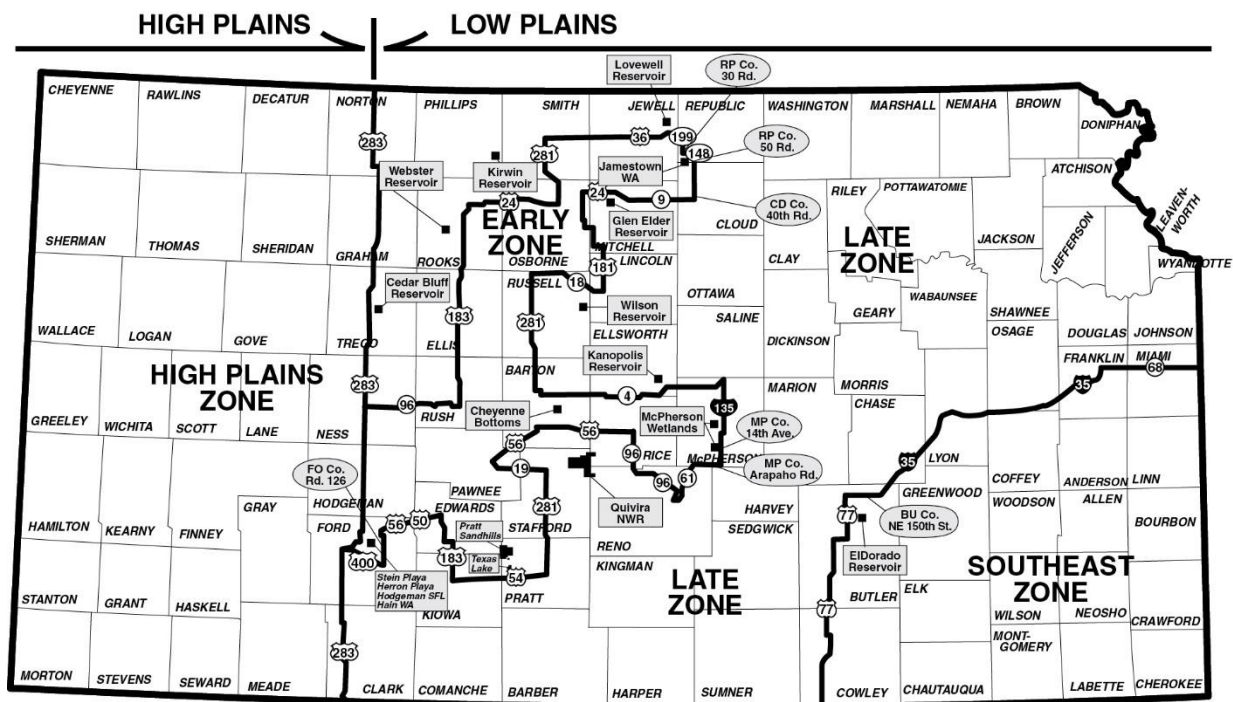 HIGH PLAINS
LOW PLAINS
Lovewell
Reservoir
RP Co.
30 Rd.
CHEYENNE
RAWLINS
DECATUR
NORTON
PHILLIPS
SMITH
JEWELL
REPUBLIC
WASHINGTON
MARSHALL
NEMAHA
BROWN
DONIPHAN
283
36
199
281
148
RP Co.
50 Rd.
Webster
Reservoir
Kirwin
Reservoir
Jamestown
WA
ATCHISON
24
24
9
CD Co.
40th Rd.
RILEY
POTTAWATOMIE
LEAVEN-
WORTH
EARLY
ZONE
Glen Elder
Reservoir
CLOUD
LATE
ZONE
JACKSON
JEFFERSON
SHERMAN
THOMAS
SHERIDAN
GRAHAM
ROOKS
OSBORNE
MITCHELL
LINCOLN
CLAY
WYANDOTTE
RUSSELL
18
181
Cedar Bluff
Reservoir
OTTAWA
WABAUNSEE
Wilson
Reservoir
SALINE
GEARY
SHAWNEE
183
281
WALLACE
LOGAN
GOVE
TREGO
ELLIS
ELLSWORTH
DICKINSON
OSAGE
DOUGLAS
JOHNSON
Kanopolis
Reservoir
FRANKLIN
MIAMI
HIGH PLAINS
ZONE
283
BARTON
MARION
MORRIS
35
68
96
4
CHASE
GREELEY
WICHITA
SCOTT
LANE
NESS
RUSH
Cheyenne
Bottoms
135
McPherson
Wetlands
MP Co.
14th Ave.
56
56
RICE
McPHERSON
LYON
FO Co.
Rd. 126
19
96
96
61
MP Co.
Arapaho Rd.
35
COFFEY
ANDERSON
LINN
PAWNEE
HODGEMAN
GRAY
EDWARDS
STAFFORD
281
Quivira
NWR
HARVEY
77
GREENWOOD
WOODSON
ALLEN
HAMILTON
KEARNY
FINNEY
FORD
56
50
Pratt
Sandhills
SEDGWICK
BU Co.
NE 150th St.
BOURBON
RENO
KINGMAN
ElDorado
Reservoir
400
183
Texas
Lake
54
Stein Playa
Herron Playa
Hodgeman SFL
Hain WA
LATE
ZONE
SOUTHEAST
ZONE
STANTON
GRANT
HASKELL
KIOWA
PRATT
77
BUTLER
ELK
WILSON
NEOSHO
CRAWFORD
MONT-
GOMERY
283
MORTON
STEVENS
SEWARD
MEADE
CLARK
COMANCHE
BARBER
HARPER
SUMNER
COWLEY
CHAUTAUQUA
LABETTE
CHEROKEE